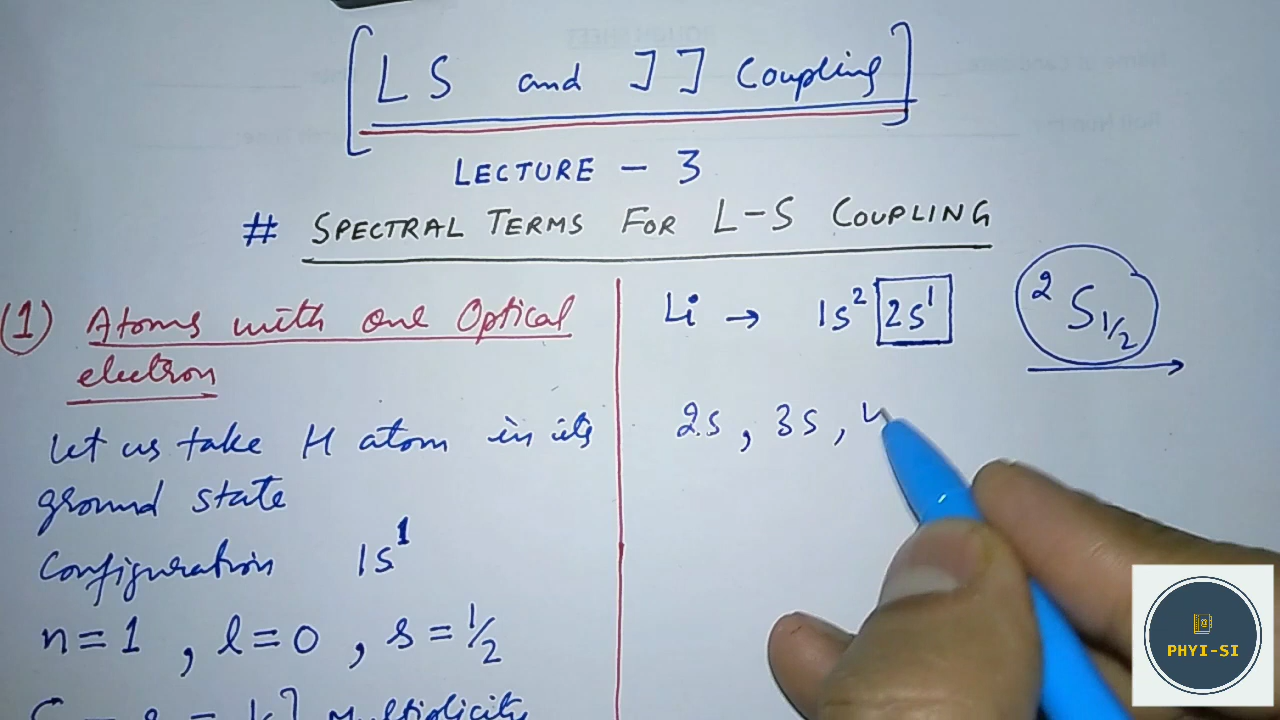 [LS and JJ Coupling]
LECTURE - 3
# SPECTRAL TERMS FOR L-S COUPLING
(1) Atoms with one Optical
electron
Let us take H atom in its
ground state
Configuration 1s¹
n = 1 , l = 0 , s = 1/2
Multiplicity
Li → 1s² 2s¹ ²S1/2
2s , 3s ,
PHYI-SI